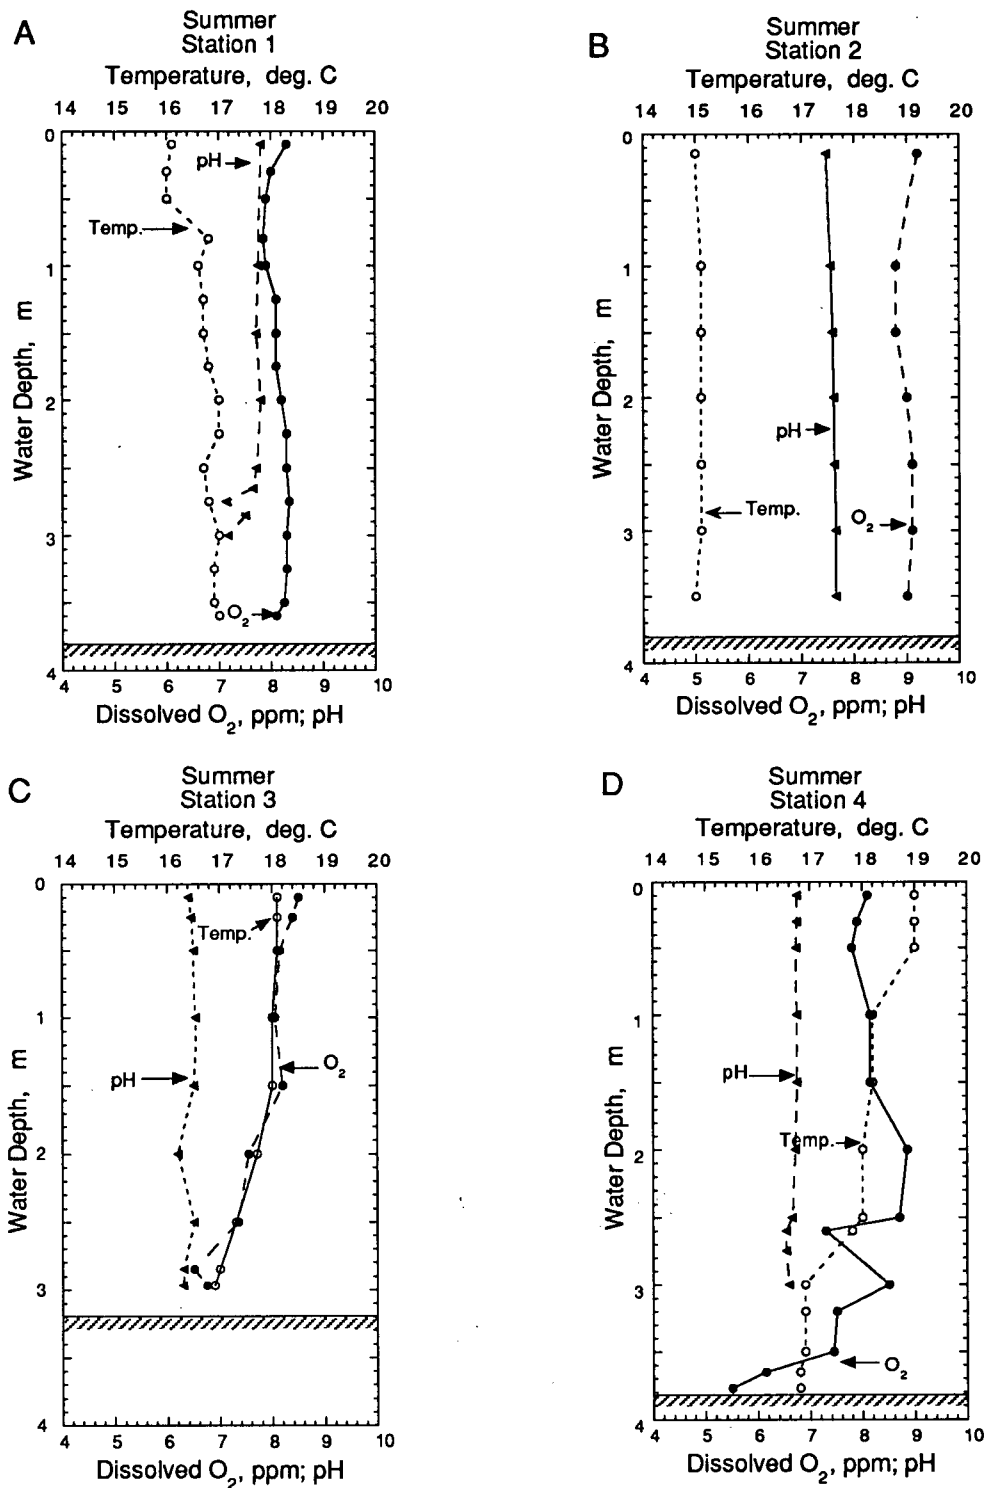 A
Summer
Station 1
Temperature, deg. C
14 15 16 17 18 19 20
0
1
2
3
4
Water Depth, m
pH
Temp.
O2
4 5 6 7 8 9 10
Dissolved O2, ppm; pH
B
Summer
Station 2
Temperature, deg. C
14 15 16 17 18 19 20
0
1
2
3
4
Water Depth, m
pH
Temp.
O2
4 5 6 7 8 9 10
Dissolved O2, ppm; pH
C
Summer
Station 3
Temperature, deg. C
14 15 16 17 18 19 20
0
1
2
3
4
Water Depth, m
Temp.
O2
pH
4 5 6 7 8 9 10
Dissolved O2, ppm; pH
D
Summer
Station 4
Temperature, deg. C
14 15 16 17 18 19 20
0
1
2
3
4
Water Depth, m
pH
Temp.
O2
4 5 6 7 8 9 10
Dissolved O2, ppm; pH